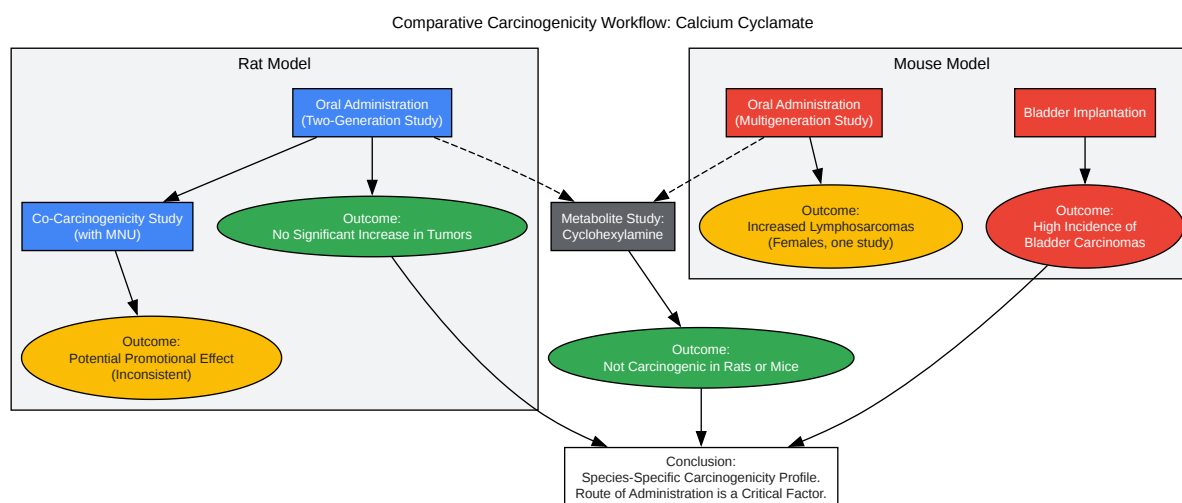 Comparative Carcinogenicity Workflow: Calcium Cyclamate
Rat Model
Mouse Model
Oral Administration
(Two-Generation Study)
Oral Administration
(Multigeneration Study)
Bladder Implantation
Co-Carcinogenicity Study
(with MNU)
Outcome:
No Significant Increase in Tumors
Metabolite Study:
Cyclohexylamine
Outcome:
Increased Lymphosarcomas
(Females, one study)
Outcome:
High Incidence of
Bladder Carcinomas
Outcome:
Potential Promotional Effect
(Inconsistent)
Outcome:
Not Carcinogenic in Rats or Mice
Conclusion:
Species-Specific Carcinogenicity Profile.
Route of Administration is a Critical Factor.